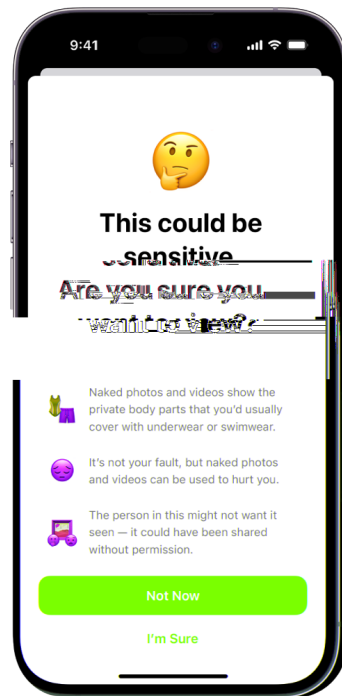 9:41
This could be
sensitive.
Are you sure you
want to view?
Naked photos and videos show the
private body parts that you'd usually
cover with underwear or swimwear.
It's not your fault, but naked photos
and videos can be used to hurt you.
The person in this might not want it
seen — it could have been shared
without permission.
Not Now
I'm Sure